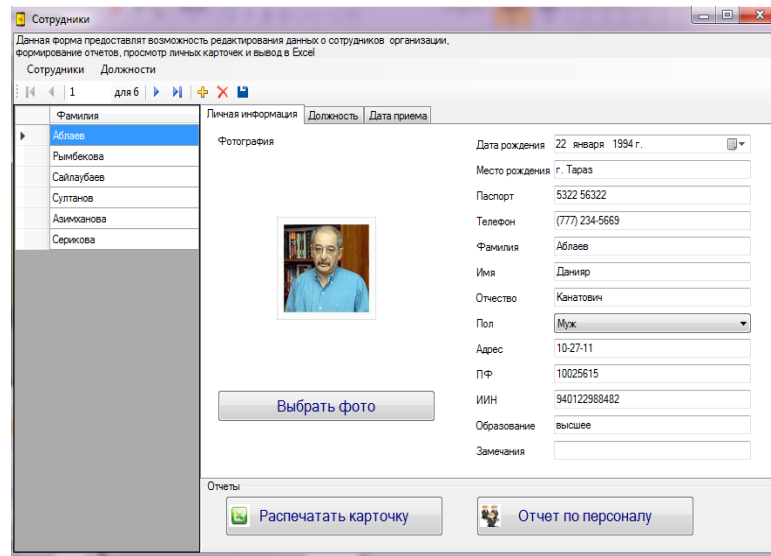 Сотрудники
Данная форма предоставлят возможность редактирования данных о сотрудников организации,
формирование отчетов, просмотр личных карточек и вывод в Excel
Сотрудники Должности
1 для 6
Фамилия
Аблаев
Рымбекова
Сайлаубаев
Султанов
Азимханова
Серикова
Личная информация Должность Дата приема
Фотография
Дата рождения 22 января 1994 г.
Место рождения г. Тараз
Паспорт 5322 56322
Телефон (777) 234-5669
Фамилия Аблаев
Имя Данияр
Отчество Канатович
Пол Муж
Адрес 10-27-11
ПФ 10025615
ИИН 940122988482
Образование высшее
Замечания
Выбрать фото
Отчеты
Распечатать карточку
Отчет по персоналу